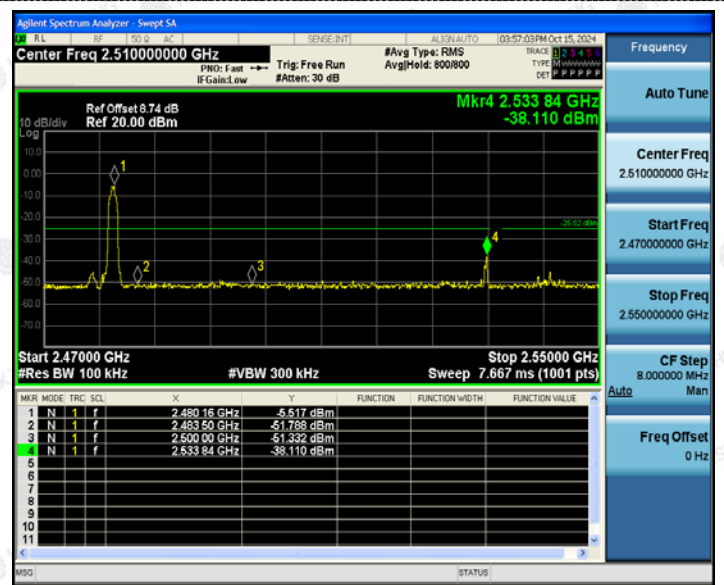 Agilent Spectrum Analyzer - Swept SA
RL RF 50 Ω AC SENSE:INT ALIGNAUTO 03:57:03 PM Oct 15, 2024
Center Freq 2.510000000 GHz
PNO: Fast
IFGain:Low
Trig: Free Run
#Atten: 30 dB
#Avg Type: RMS
Avg|Hold: 800/800
TRACE 1 2 3 4 5 6
TYPE M WWWWW
DET P P P P P P
Ref Offset 8.74 dB
Ref 20.00 dBm
10 dB/div
Log
Mkr4 2.533 84 GHz
-38.110 dBm
10.0
0.00
-10.0
-20.0
-30.0
-40.0
-50.0
-60.0
-70.0
-25.52 dBm
1
2
3
4
Start 2.47000 GHz
Stop 2.55000 GHz
#Res BW 100 kHz
#VBW 300 kHz
Sweep 7.667 ms (1001 pts)
MKR MODE TRC SCL X Y FUNCTION FUNCTION WIDTH FUNCTION VALUE
1 N 1 f 2.480 16 GHz -5.517 dBm
2 N 1 f 2.483 50 GHz -51.788 dBm
3 N 1 f 2.500 00 GHz -51.332 dBm
4 N 1 f 2.533 84 GHz -38.110 dBm
5
6
7
8
9
10
11
MSG
STATUS
Frequency
Auto Tune
Center Freq
2.510000000 GHz
Start Freq
2.470000000 GHz
Stop Freq
2.550000000 GHz
CF Step
8.000000 MHz
Auto Man
Freq Offset
0 Hz